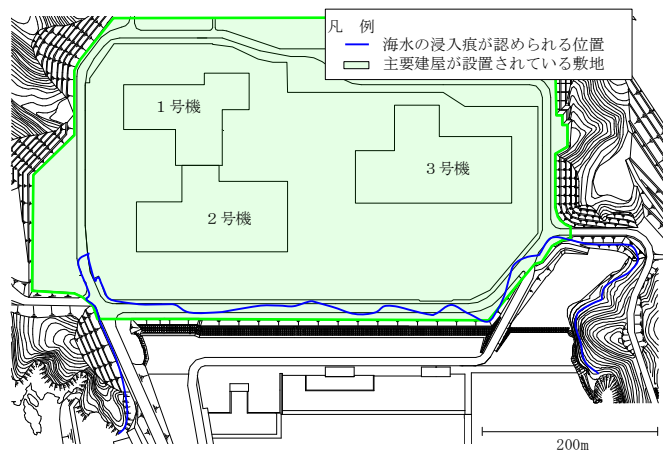 凡 例
海水の浸入痕が認められる位置
主要建屋が設置されている敷地
1号機
3号機
2号機
200m